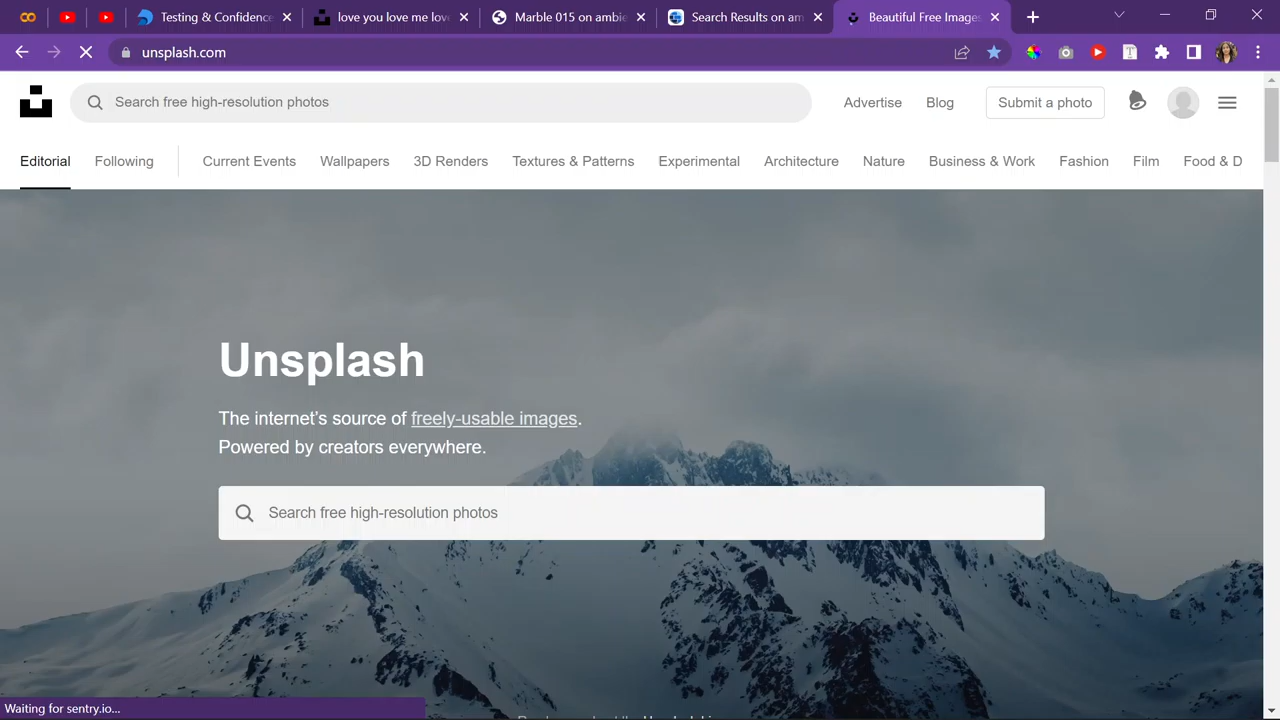 Testing & Confidence
love you love me lov
Marble 015 on ambie
Search Results on am
Beautiful Free Images
unsplash.com
Search free high-resolution photos
Advertise
Blog
Submit a photo
Editorial
Following
Current Events
Wallpapers
3D Renders
Textures & Patterns
Experimental
Architecture
Nature
Business & Work
Fashion
Film
Food & D
Unsplash
The internet's source of freely-usable images.
Powered by creators everywhere.
Search free high-resolution photos
Waiting for sentry.io...